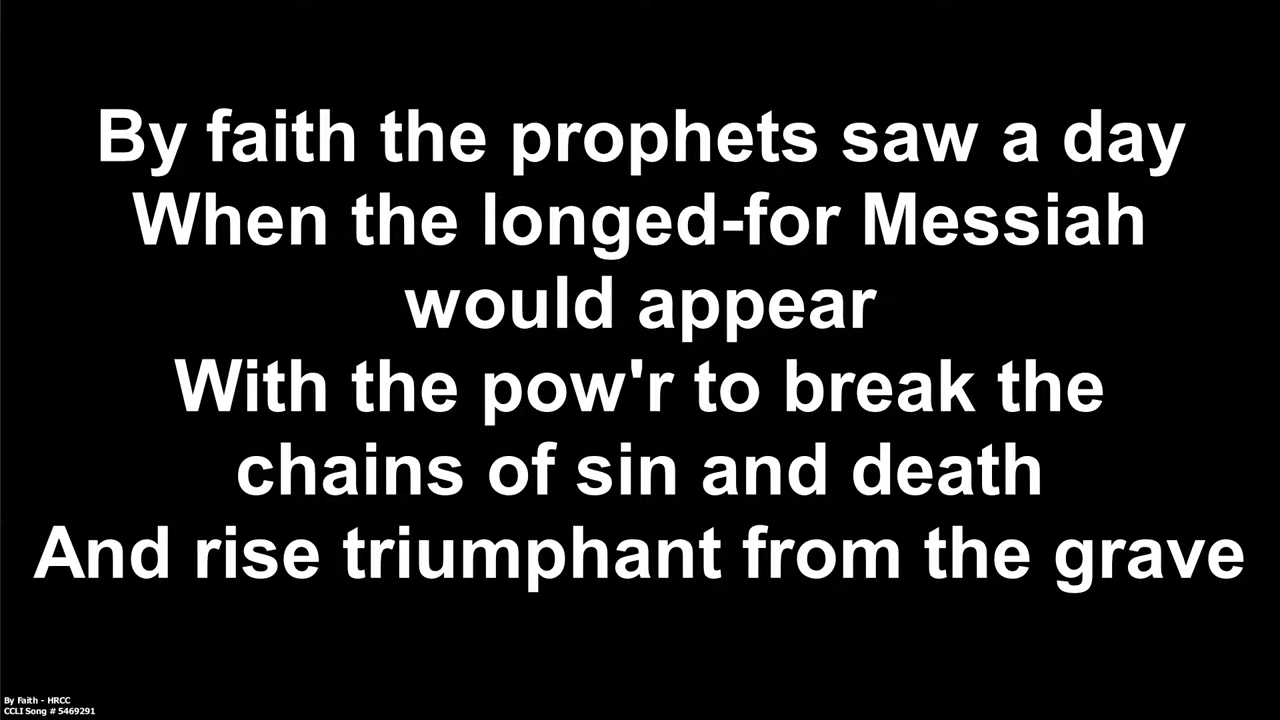 By faith the prophets saw a day
When the longed-for Messiah
would appear
With the pow'r to break the
chains of sin and death
And rise triumphant from the grave
By Faith - HRCC
CCLI Song # 5469291